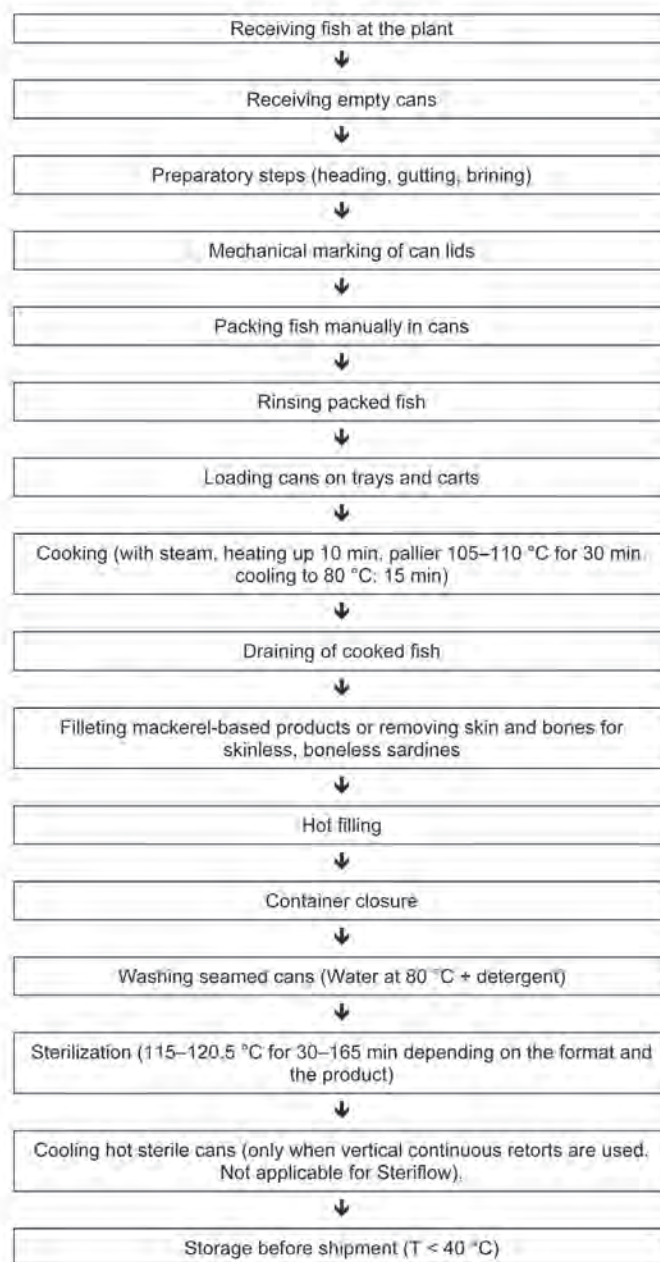 Receiving fish at the plant
Receiving empty cans
Preparatory steps (heading, gutting, brining)
Mechanical marking of can lids
Packing fish manually in cans
Rinsing packed fish
Loading cans on trays and carts
Cooking (with steam, heating up 10 min, pallier 105–110 °C for 30 min
cooling to 80 °C: 15 min)
Draining of cooked fish
Filleting mackerel-based products or removing skin and bones for
skinless, boneless sardines
Hot filling
Container closure
Washing seamed cans (Water at 80 °C + detergent)
Sterilization (115–120.5 °C for 30–165 min depending on the format and
the product)
Cooling hot sterile cans (only when vertical continuous retorts are used.
Not applicable for Steriflow).
Storage before shipment (T < 40 °C)